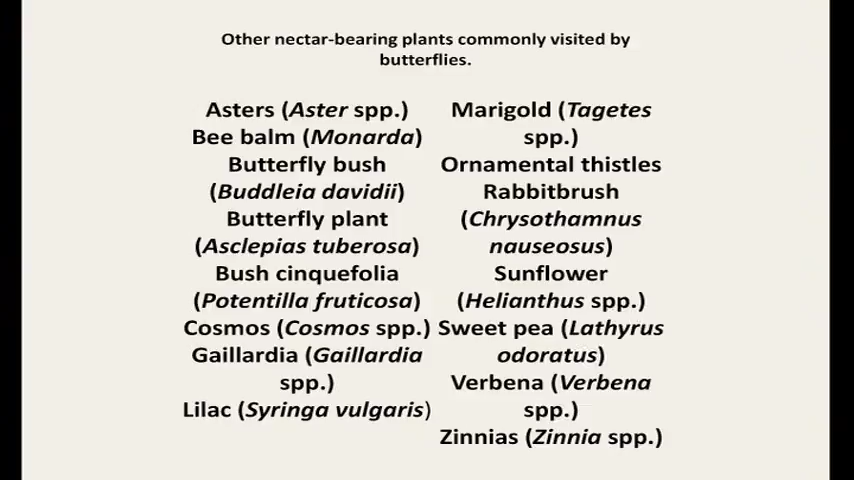 Other nectar-bearing plants commonly visited by
butterflies.
Asters (Aster spp.)
Bee balm (Monarda)
Butterfly bush
(Buddleia davidii)
Butterfly plant
(Asclepias tuberosa)
Bush cinquefolia
(Potentilla fruticosa)
Cosmos (Cosmos spp.)
Gaillardia (Gaillardia
spp.)
Lilac (Syringa vulgaris)
Marigold (Tagetes
spp.)
Ornamental thistles
Rabbitbrush
(Chrysothamnus
nauseosus)
Sunflower
(Helianthus spp.)
Sweet pea (Lathyrus
odoratus)
Verbena (Verbena
spp.)
Zinnias (Zinnia spp.)